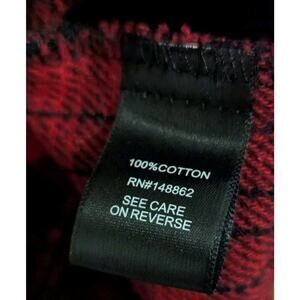 100%COTTON
RN#148862
SEE CARE
ON REVERSE